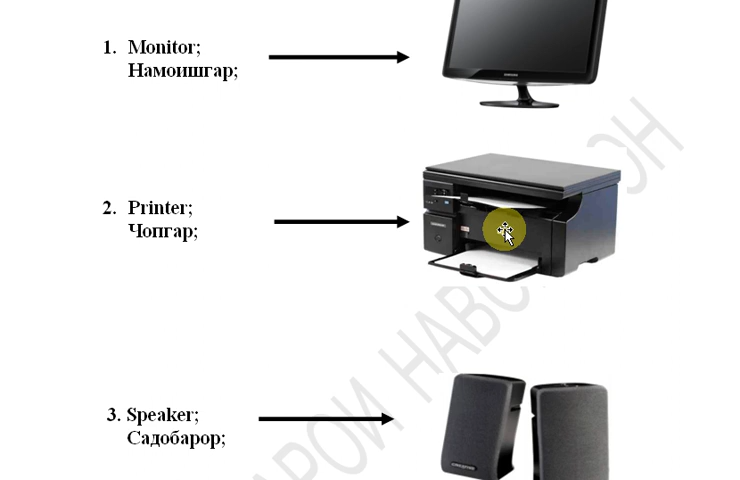 1. Monitor;
Намоишгар;
2. Printer;
Чопгар;
3. Speaker;
Садобарор;